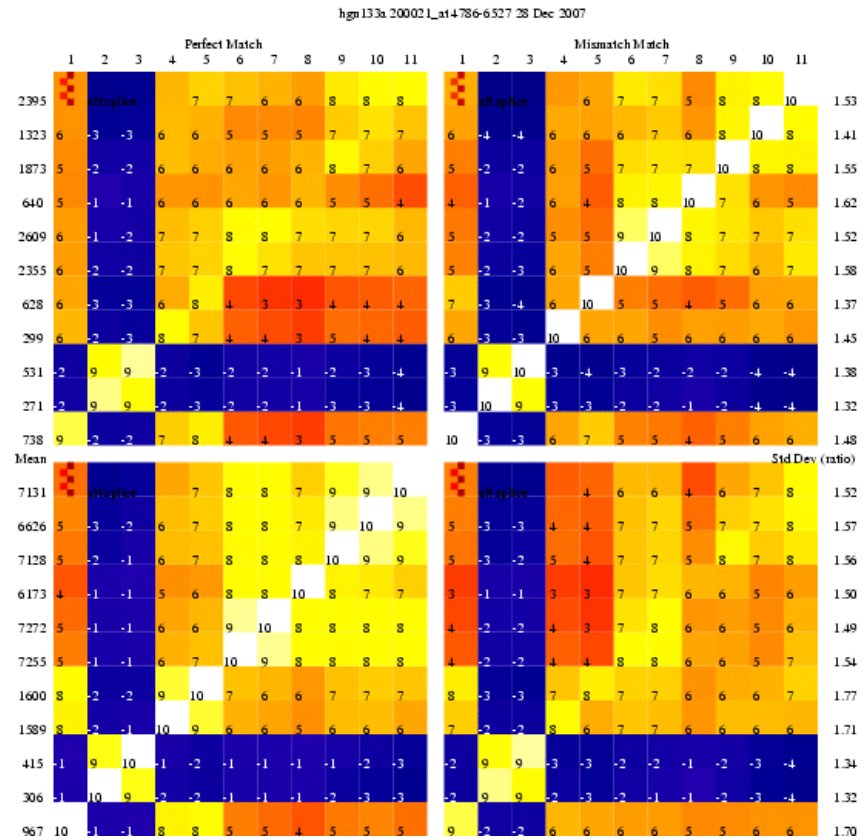 hgn133a 200021_at 4786-6527 28 Dec 2007
Perfect Match Mismatch Match
1 2 3 4 5 6 7 8 9 10 11 1 2 3 4 5 6 7 8 9 10 11
2395 7 7 6 6 8 8 8 6 7 7 5 8 8 10 1.53
1323 6 -3 -3 6 6 5 5 5 7 7 7 6 -4 -4 6 6 6 7 6 8 10 8 1.41
1873 5 -2 -2 6 6 6 6 6 8 7 6 5 -2 -2 6 5 7 7 7 10 8 8 1.55
640 5 -1 -1 6 6 6 6 6 5 5 4 4 -1 -2 6 5 8 8 10 7 6 5 1.62
2609 6 -1 -2 7 7 8 8 7 7 7 6 5 -2 -2 6 5 9 10 8 7 7 7 1.52
2355 6 -2 -2 7 7 8 7 7 7 7 6 5 -2 -3 6 5 10 9 8 7 6 7 1.58
628 6 -3 -3 6 8 4 3 3 4 4 4 7 -3 -4 6 10 5 5 4 5 6 6 1.37
299 6 -2 -3 8 7 4 4 3 5 4 4 6 -3 -3 10 6 6 5 6 6 6 6 1.45
531 -2 9 9 -2 -3 -2 -2 -1 -2 -3 -4 -3 9 10 -3 -4 -3 -2 -2 -2 -4 -4 1.38
271 -2 9 9 -2 -3 -2 -2 -1 -3 -3 -4 -3 10 9 -3 -3 -2 -2 -1 -2 -4 -4 1.32
738 9 -2 -2 7 8 4 4 3 5 5 5 10 -3 -3 6 7 5 5 4 5 6 6 1.48
Mean Std Dev (ratio)
7131 7 8 8 7 9 9 10 4 6 6 4 6 7 8 1.52
6626 5 -3 -2 6 7 8 8 7 9 10 9 5 -3 -3 4 4 7 7 5 7 8 7 1.57
7128 5 -2 -1 6 7 8 8 8 10 9 9 5 -3 -2 5 4 7 7 5 8 7 8 1.56
6173 4 -1 -1 5 6 8 8 10 8 7 7 3 -1 -1 3 3 7 7 6 6 5 6 1.50
7272 5 -1 -1 6 6 9 10 8 8 8 8 4 -2 -2 4 3 7 8 6 6 5 6 1.49
7255 5 -1 -1 6 7 10 9 8 8 8 8 4 -2 -2 4 4 8 8 6 6 5 7 1.54
1600 8 -2 -2 9 10 7 6 6 7 7 7 8 -3 -3 7 8 7 7 6 6 6 7 1.77
1589 8 -2 -1 10 9 6 6 5 6 6 6 7 -2 -2 8 6 7 7 6 6 6 6 1.71
415 -1 9 10 -1 -2 -1 -1 -1 -1 -2 -3 -2 9 9 -3 -3 -2 -2 -1 -2 -3 -4 1.34
306 -1 10 9 -2 -2 -1 -1 -1 -2 -3 -3 -2 9 9 -2 -3 -2 -1 -1 -2 -3 -4 1.32
967 10 -1 -1 8 8 5 5 4 5 5 5 9 -2 -2 6 6 6 6 5 5 5 6 1.70